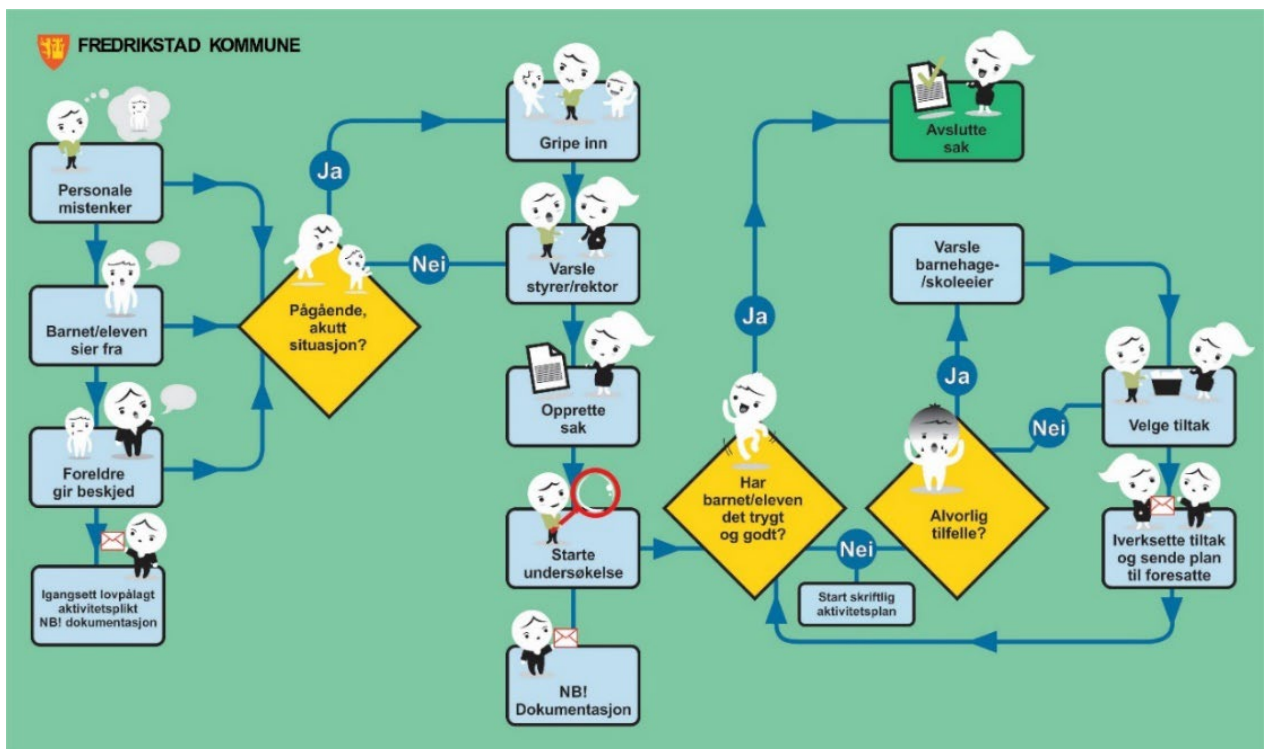 FREDRIKSTAD KOMMUNE
Personale
mistenker
Barnet/eleven
sier fra
Foreldre
gir beskjed
Igangsett lovpålagt
aktivitetsplikt
NB! dokumentasjon
Pågående,
akutt
situasjon?
Ja
Nei
Gripe inn
Varsle
styrer/rektor
Opprette
sak
Starte
undersøkelse
NB!
Dokumentasjon
Har
barnet/eleven
det trygt
og godt?
Ja
Avslutte
sak
Nei
Start skriftlig
aktivitetsplan
Alvorlig
tilfelle?
Ja
Nei
Varsle
barnehage-
/skoleeier
Velge tiltak
Iverksette tiltak
og sende plan
til foresatte